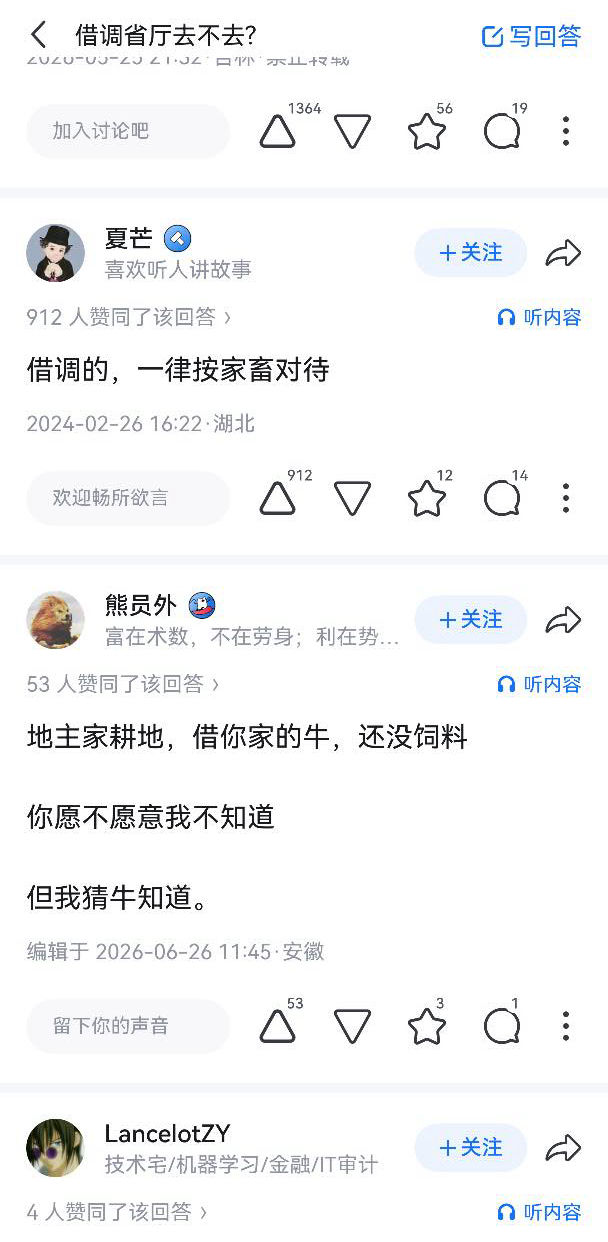 借调省厅去不去?
写回答
1364
56
19
加入讨论吧
夏芒
+关注
喜欢听人讲故事
912 人赞同了该回答 ›
听内容
借调的，一律按家畜对待
2024-02-26 16:22·湖北
912
12
14
欢迎畅所欲言
熊员外
+关注
富在术数，不在劳身；利在势...
53 人赞同了该回答 ›
听内容
地主家耕地，借你家的牛，还没饲料
你愿不愿意我不知道
但我猜牛知道。
编辑于 2026-06-26 11:45·安徽
53
3
1
留下你的声音
LancelotZY
+关注
技术宅/机器学习/金融/IT审计
4 人赞同了该回答 ›
听内容